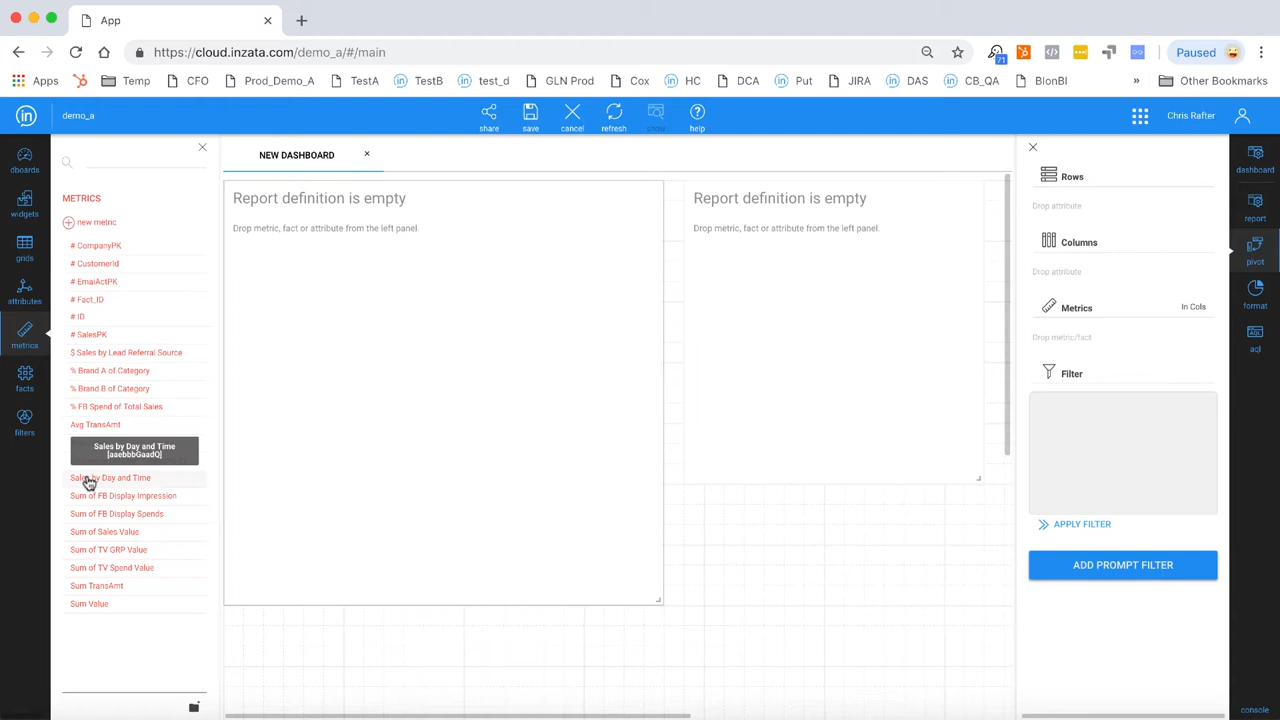 App
https://cloud.inzata.com/demo_a/#/main
71
Paused
Apps
Temp
CFO
Prod_Demo_A
TestA
TestB
test_d
GLN Prod
Cox
HC
DCA
Put
JIRA
DAS
CB_QA
BIonBI
»
Other Bookmarks
in
demo_a
share
save
cancel
refresh
show
help
Chris Rafter
dboards
widgets
grids
attributes
metrics
facts
filters
METRICS
new metric
# CompanyPK
# CustomerId
# EmaiActPK
# Fact_ID
# ID
# SalesPK
$ Sales by Lead Referral Source
% Brand A of Category
% Brand B of Category
% FB Spend of Total Sales
Avg TransAmt
Sales by Day and Time
[aaebbbGaadQ]
Sales by Day and Time
Sum of FB Display Impression
Sum of FB Display Spends
Sum of Sales Value
Sum of TV GRP Value
Sum of TV Spend Value
Sum TransAmt
Sum Value
NEW DASHBOARD
Report definition is empty
Drop metric, fact or attribute from the left panel.
Report definition is empty
Drop metric, fact or attribute from the left panel.
Rows
Drop attribute
Columns
Drop attribute
Metrics
In Cols
Drop metric/fact
Filter
APPLY FILTER
ADD PROMPT FILTER
dashboard
report
pivot
format
AQL
aql
console